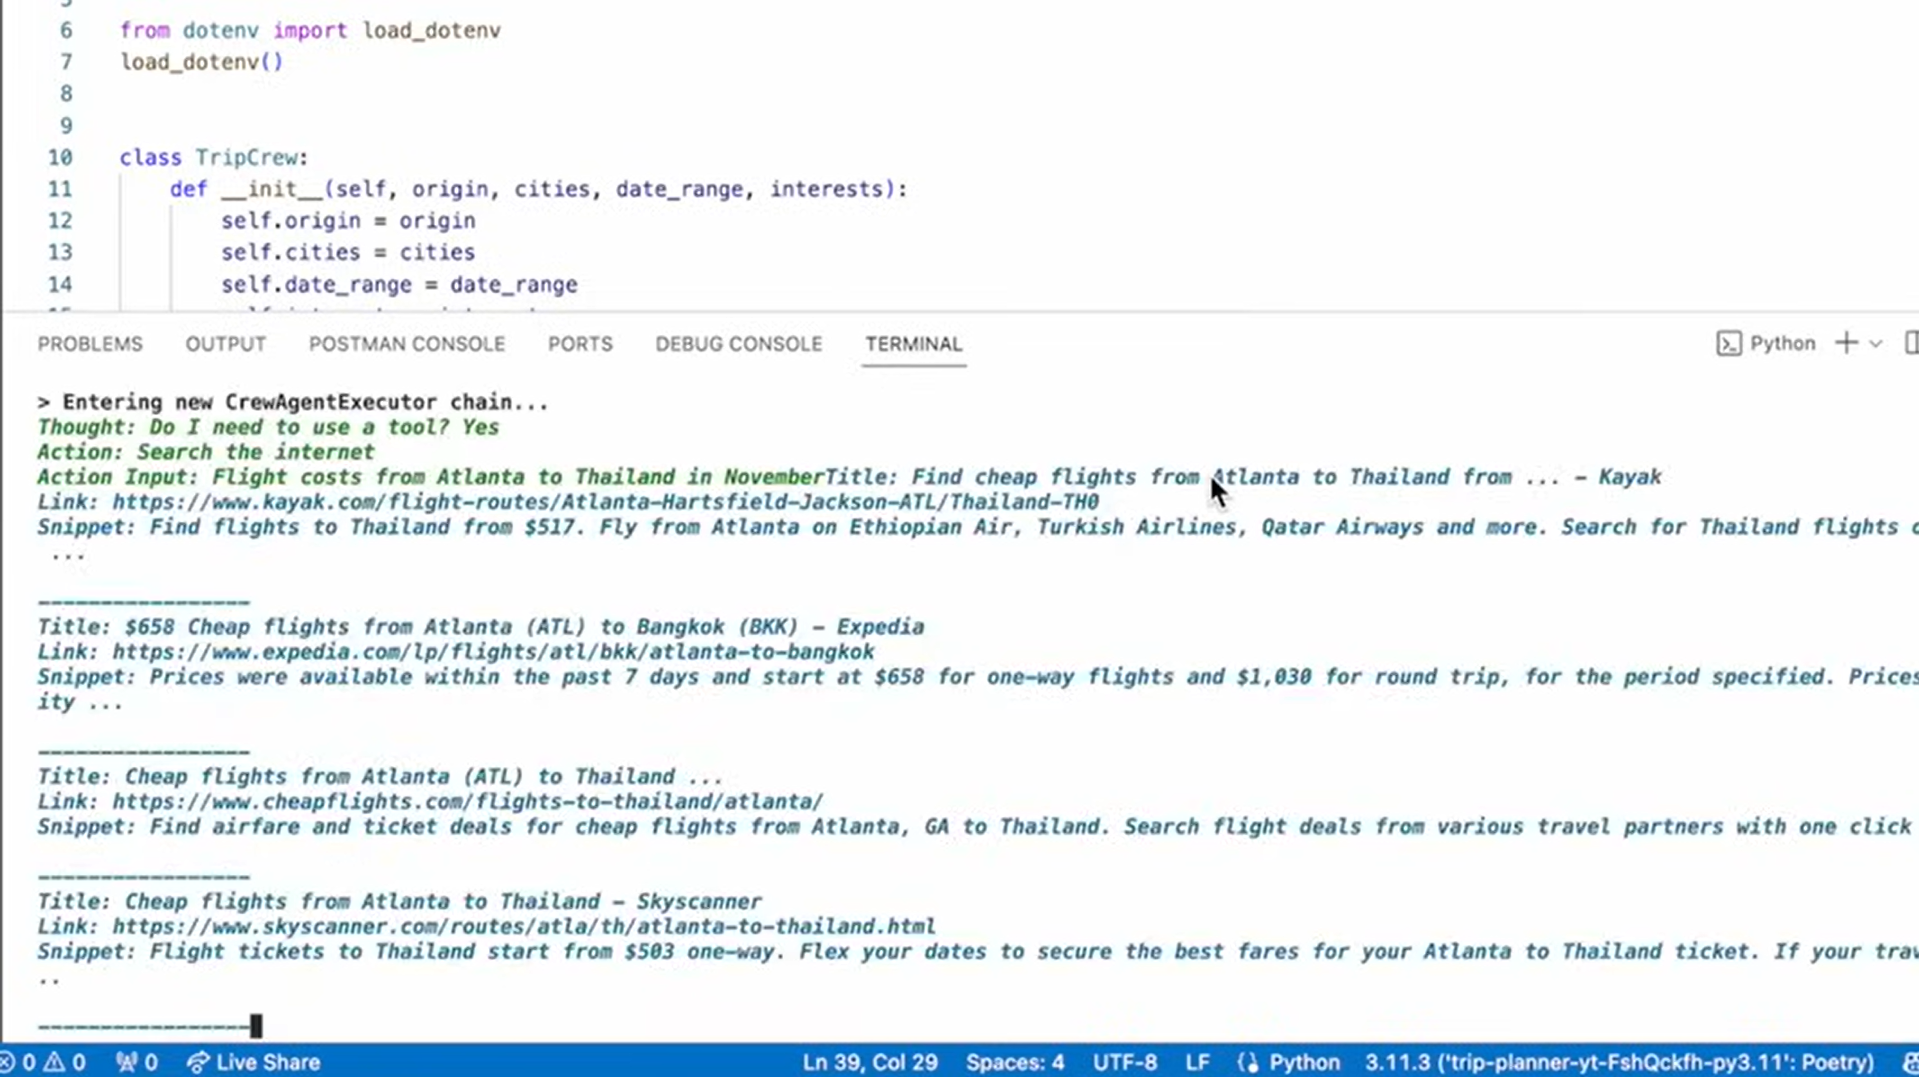 6 from dotenv import load_dotenv
7 load_dotenv()
8
9
10 class TripCrew:
11 def __init__(self, origin, cities, date_range, interests):
12 self.origin = origin
13 self.cities = cities
14 self.date_range = date_range
PROBLEMS OUTPUT POSTMAN CONSOLE PORTS DEBUG CONSOLE TERMINAL Python
> Entering new CrewAgentExecutor chain...
Thought: Do I need to use a tool? Yes
Action: Search the internet
Action Input: Flight costs from Atlanta to Thailand in NovemberTitle: Find cheap flights from Atlanta to Thailand from ... - Kayak
Link: https://www.kayak.com/flight-routes/Atlanta-Hartsfield-Jackson-ATL/Thailand-TH0
Snippet: Find flights to Thailand from $517. Fly from Atlanta on Ethiopian Air, Turkish Airlines, Qatar Airways and more. Search for Thailand flights
...
-----------------
Title: $658 Cheap flights from Atlanta (ATL) to Bangkok (BKK) - Expedia
Link: https://www.expedia.com/lp/flights/atl/bkk/atlanta-to-bangkok
Snippet: Prices were available within the past 7 days and start at $658 for one-way flights and $1,030 for round trip, for the period specified. Prices
ity ...
-----------------
Title: Cheap flights from Atlanta (ATL) to Thailand ...
Link: https://www.cheapflights.com/flights-to-thailand/atlanta/
Snippet: Find airfare and ticket deals for cheap flights from Atlanta, GA to Thailand. Search flight deals from various travel partners with one click
-----------------
Title: Cheap flights from Atlanta to Thailand - Skyscanner
Link: https://www.skyscanner.com/routes/atla/th/atlanta-to-thailand.html
Snippet: Flight tickets to Thailand start from $503 one-way. Flex your dates to secure the best fares for your Atlanta to Thailand ticket. If your trav
..
-----------------
0 0 0 Live Share Ln 39, Col 29 Spaces: 4 UTF-8 LF Python 3.11.3 ('trip-planner-yt-FshQckfh-py3.11': Poetry)